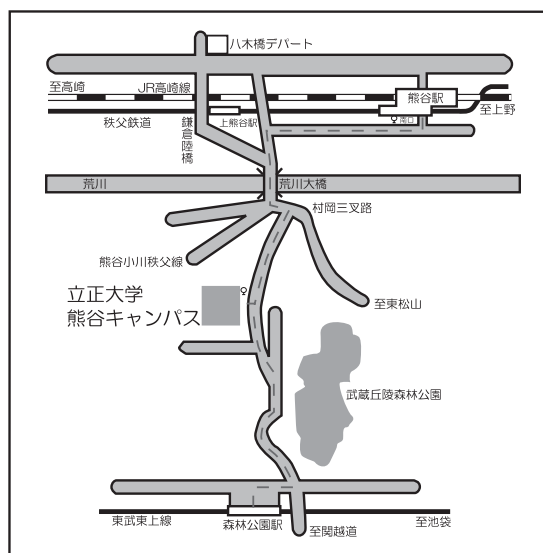 八木橋デパート
至高崎
JR高崎線
熊谷駅
至上野
秩父鉄道
鎌倉陸橋
上熊谷駅
南口
荒川
荒川大橋
村岡三叉路
熊谷小川秩父線
立正大学
熊谷キャンパス
至東松山
武蔵丘陵森林公園
東武東上線
森林公園駅
至関越道
至池袋